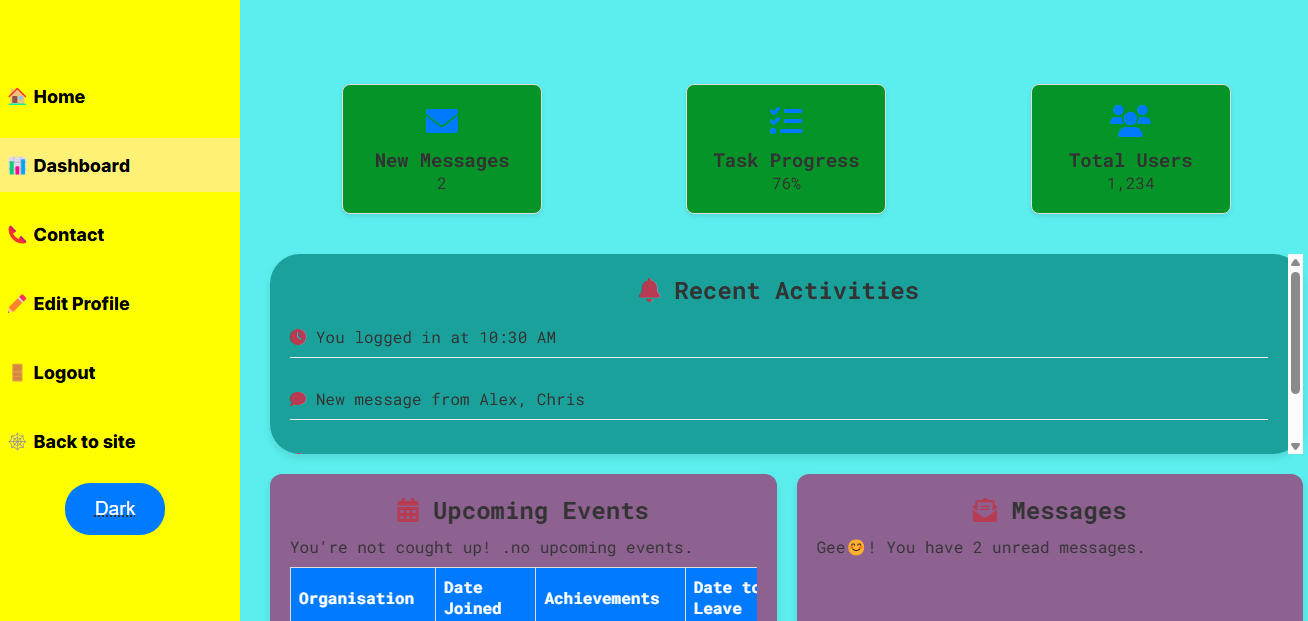 Home
Dashboard
Contact
Edit Profile
Logout
Back to site
Dark
New Messages
2
Task Progress
76%
Total Users
1,234
Recent Activities
You logged in at 10:30 AM
New message from Alex, Chris
Upcoming Events
You're not cought up! .no upcoming events.
Organisation
Date
Joined
Achievements
Date to
Leave
Messages
Gee😊! You have 2 unread messages.